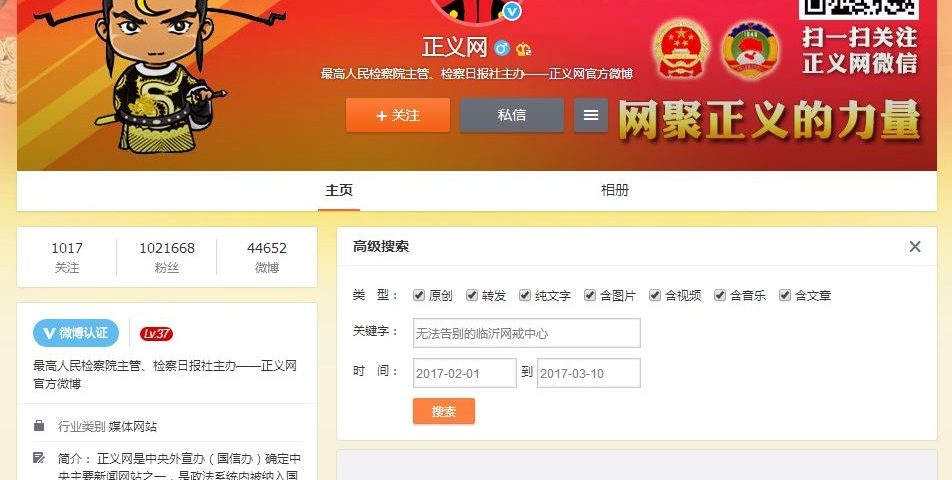 正义网
最高人民检察院主管、检察日报社主办——正义网官方微博
+ 关注
私信
扫一扫关注
正义网微信
网聚正义的力量
主页
相册
1017
关注
1021668
粉丝
44652
微博
V 微博认证
Lv.37
最高人民检察院主管、检察日报社主办——正义网
官方微博
行业类别 媒体网站
简介： 正义网是中央外宣办（国信办）确定中
央主要新闻网站之一，是政法系统内被纳入国
高级搜索
类 型： 原创 转发 纯文字 含图片 含视频 含音乐 含文章
关键字： 无法告别的临沂网戒中心
时 间： 2017-02-01 到 2017-03-10
搜索